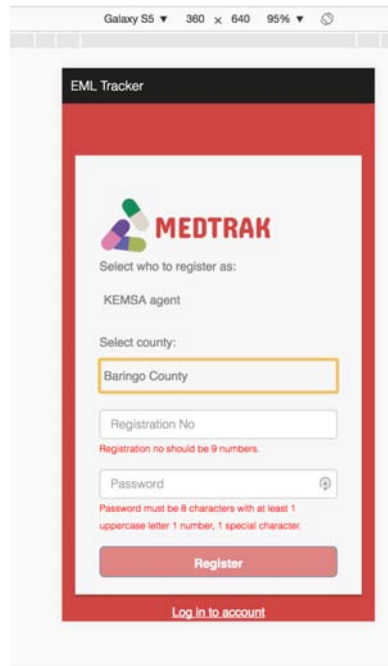 Galaxy S5 ▼ 360 × 640 95% ▼
EML Tracker
MEDTRAK
Select who to register as:
KEMSA agent
Select county:
Baringo County
Registration No
Registration no should be 9 numbers.
Password
Password must be 8 characters with at least 1
uppercase letter 1 number, 1 special character.
Register
Log in to account